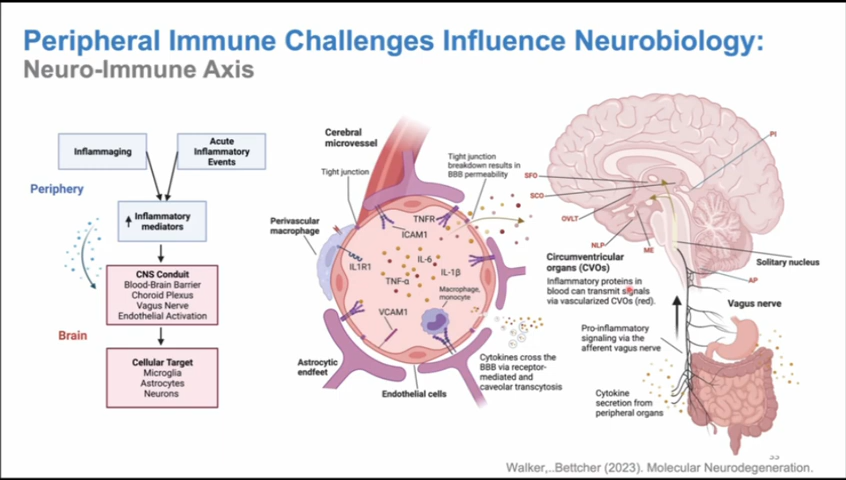 Peripheral Immune Challenges Influence Neurobiology:
Neuro-Immune Axis
Inflammaging
Acute
Inflammatory
Events
Periphery
Inflammatory
mediators
CNS Conduit
Blood-Brain Barrier
Choroid Plexus
Vagus Nerve
Endothelial Activation
Brain
Cellular Target
Microglia
Astrocytes
Neurons
Cerebral
microvessel
Tight junction
Tight junction
breakdown results in
BBB permeability
Perivascular
macrophage
TNFR
ICAM1
IL1R1
IL-6
IL-1β
TNF-α
Macrophage,
monocyte
VCAM1
Astrocytic
endfeet
Endothelial cells
Cytokines cross the
BBB via receptor-
mediated and
caveolar transcytosis
PI
SFO
SCO
OVLT
NLP
ME
AP
Circumventricular
organs (CVOs)
Inflammatory proteins in
blood can transmit signals
via vascularized CVOs (red).
Solitary nucleus
Vagus nerve
Pro-inflammatory
signaling via the
afferent vagus nerve
Cytokine
secretion from
peripheral organs
Walker,..Bettcher (2023). Molecular Neurodegeneration.